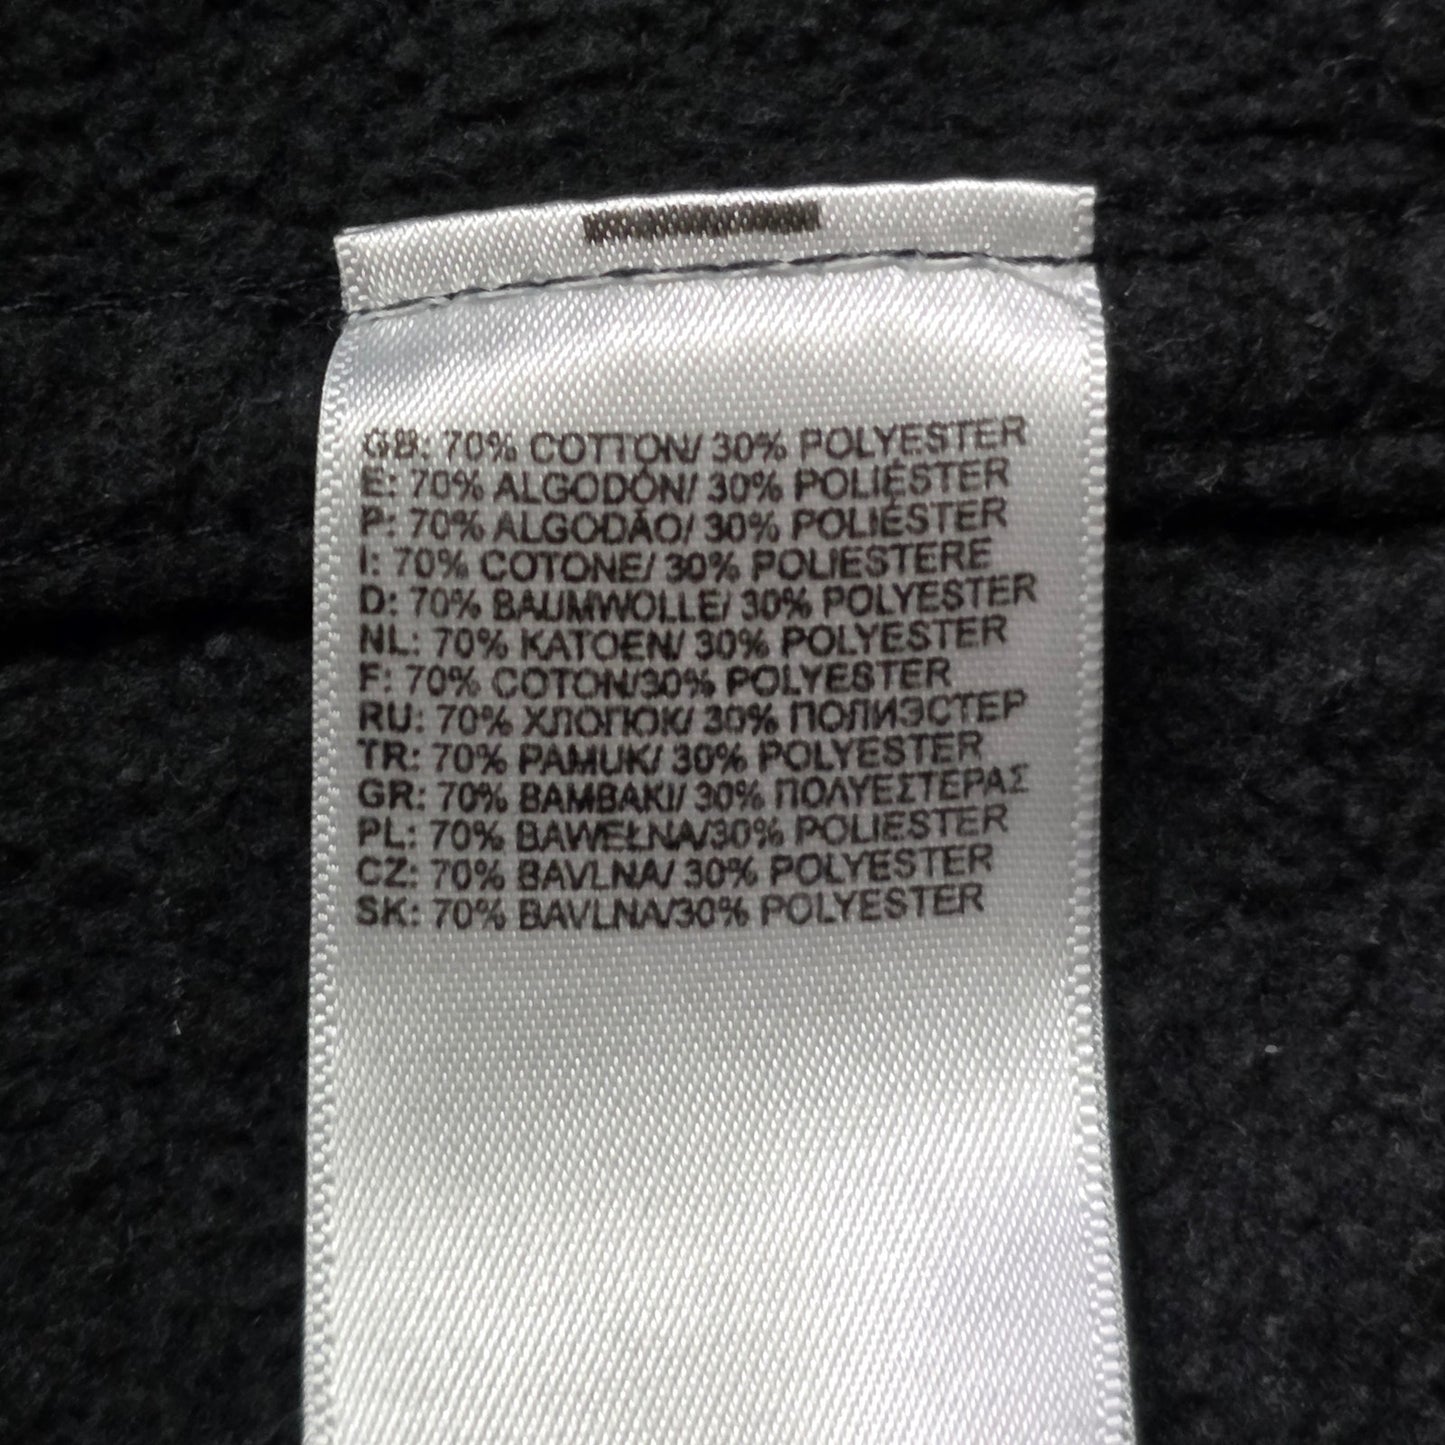 GB: 70% COTTON/ 30% POLYESTER
E: 70% ALGODÓN/ 30% POLIÉSTER
P: 70% ALGODÃO/ 30% POLIÉSTER
I: 70% COTONE/ 30% POLIESTERE
D: 70% BAUMWOLLE/ 30% POLYESTER
NL: 70% KATOEN/ 30% POLYESTER
F: 70% COTON/30% POLYESTER
RU: 70% ХЛОПОК/ 30% ПОЛИЭСТЕР
TR: 70% PAMUK/ 30% POLYESTER
GR: 70% ΒΑΜΒΑΚΙ/ 30% ΠΟΛΥΕΣΤΕΡΑΣ
PL: 70% BAWEŁNA/30% POLIESTER
CZ: 70% BAVLNA/ 30% POLYESTER
SK: 70% BAVLNA/30% POLYESTER